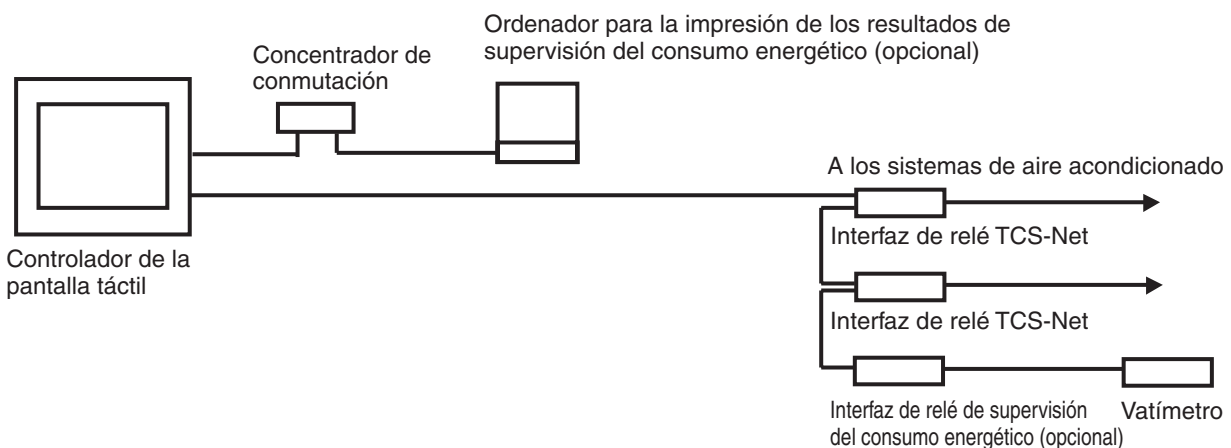 Ordenador para la impresión de los resultados de
supervisión del consumo energético (opcional)
Concentrador de
conmutación
A los sistemas de aire acondicionado
Interfaz de relé TCS-Net
Controlador de la
pantalla táctil
Interfaz de relé TCS-Net
Interfaz de relé de supervisión
del consumo energético (opcional)
Vatímetro